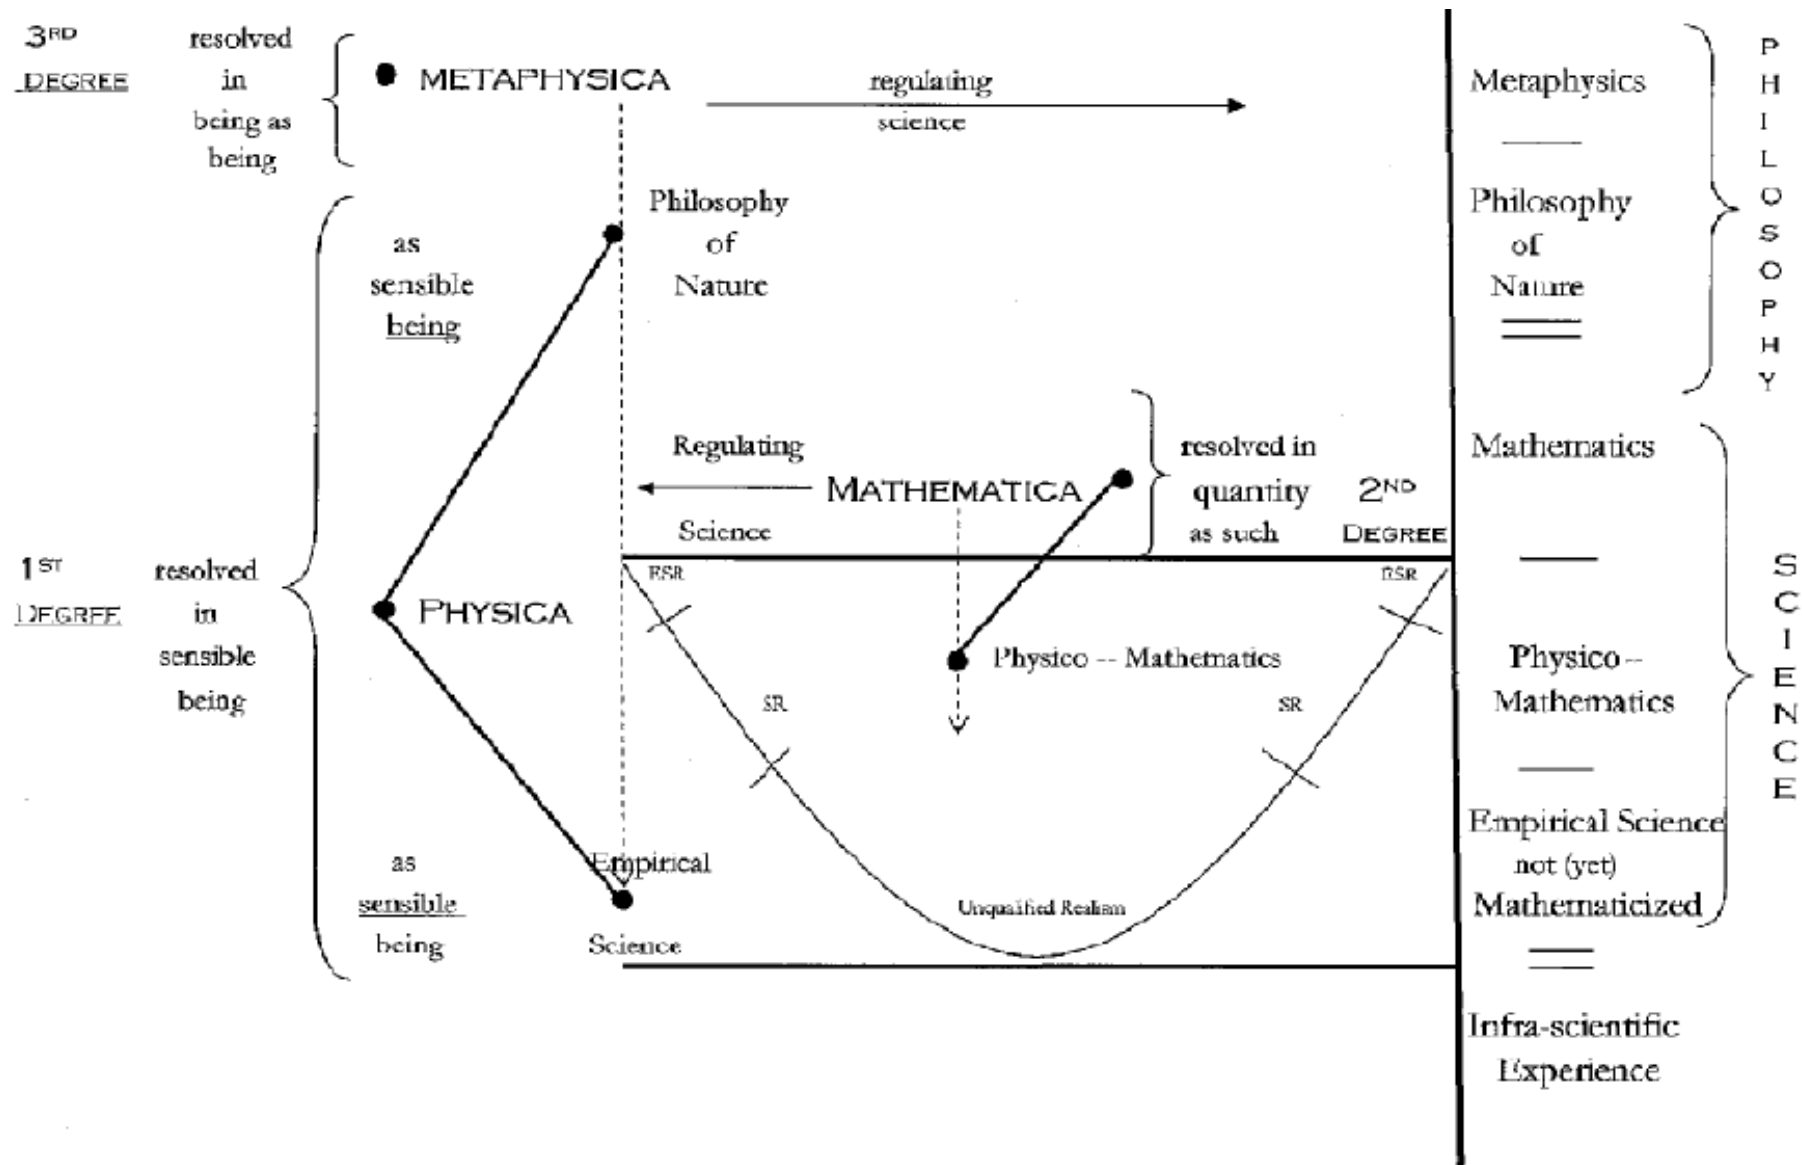 3RD
DEGREE
resolved
in
being as
being
METAPHYSICA
regulating
science
Metaphysics
PHILOSOPHY
as
sensible
being
Philosophy
of
Nature
Philosophy
of
Nature
Regulating
Science
MATHEMATICA
resolved in
quantity
as such
2ND
DEGREE
Mathematics
1ST
DEGREE
resolved
in
sensible
being
PHYSICA
ESR
ESR
SR
SR
Physico -- Mathematics
Physico --
Mathematics
SCIENCE
as
sensible
being
Empirical
Science
Unqualified Realism
Empirical Science
not (yet)
Mathematicized
Infra-scientific
Experience